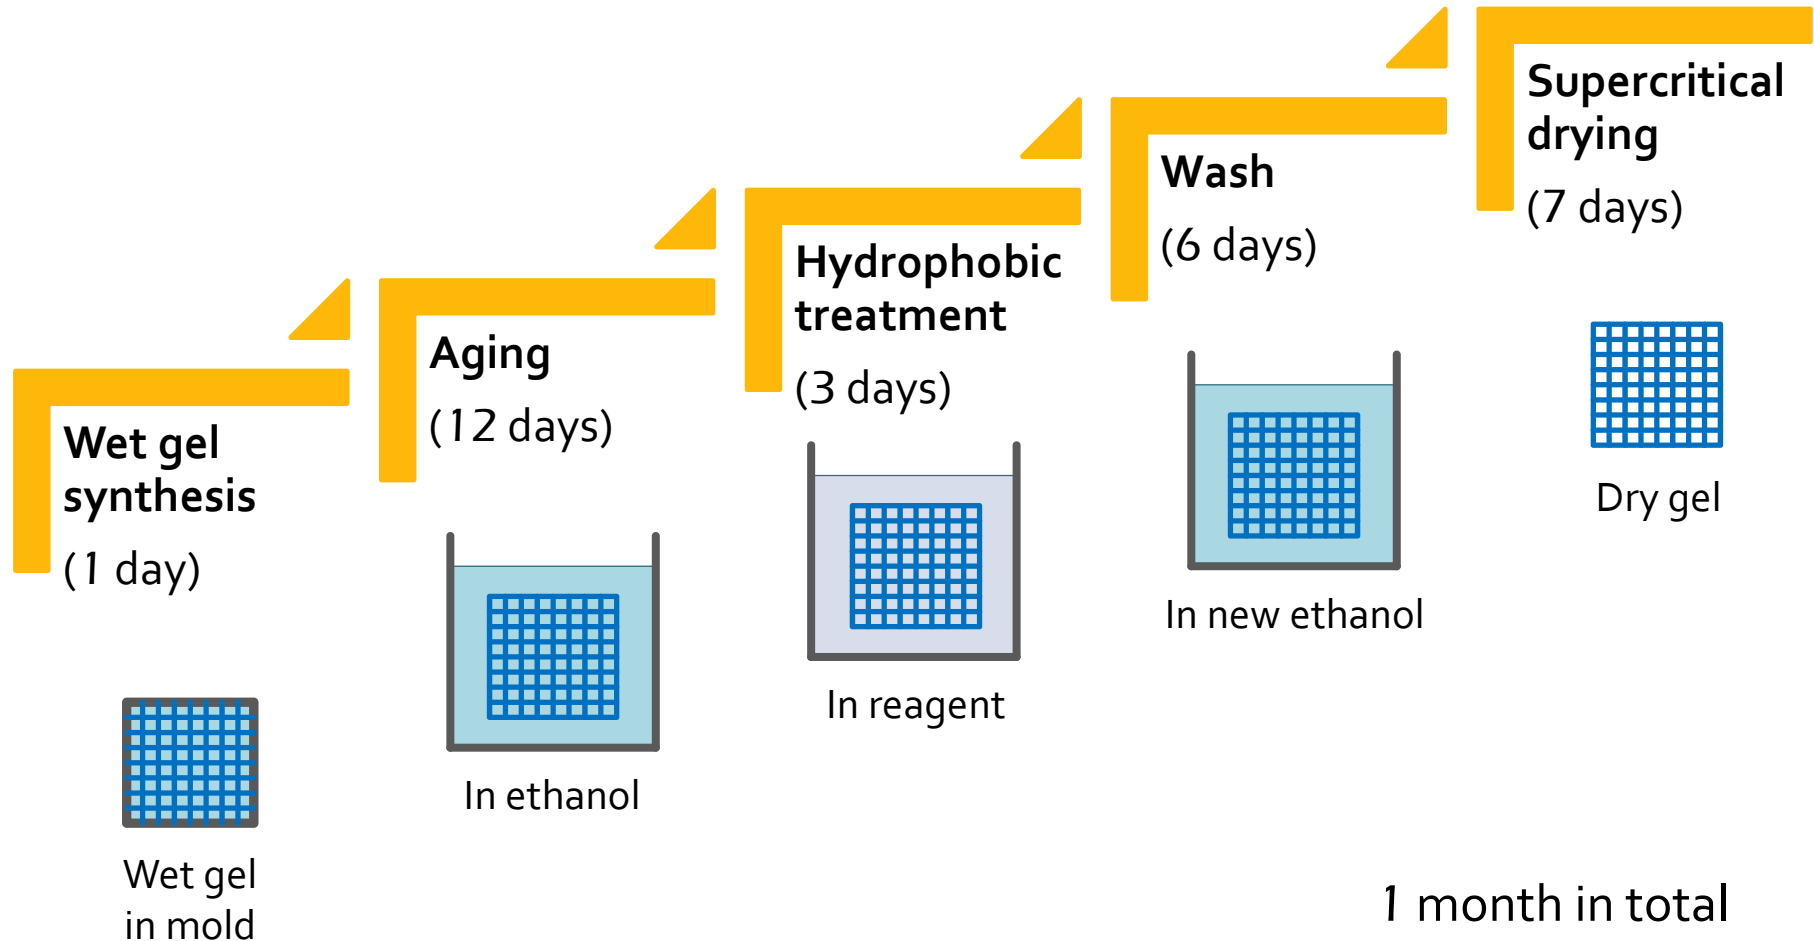 Wet gel
synthesis
(1 day)
Wet gel
in mold
Aging
(12 days)
In ethanol
Hydrophobic
treatment
(3 days)
In reagent
Wash
(6 days)
In new ethanol
Supercritical
drying
(7 days)
Dry gel
1 month in total